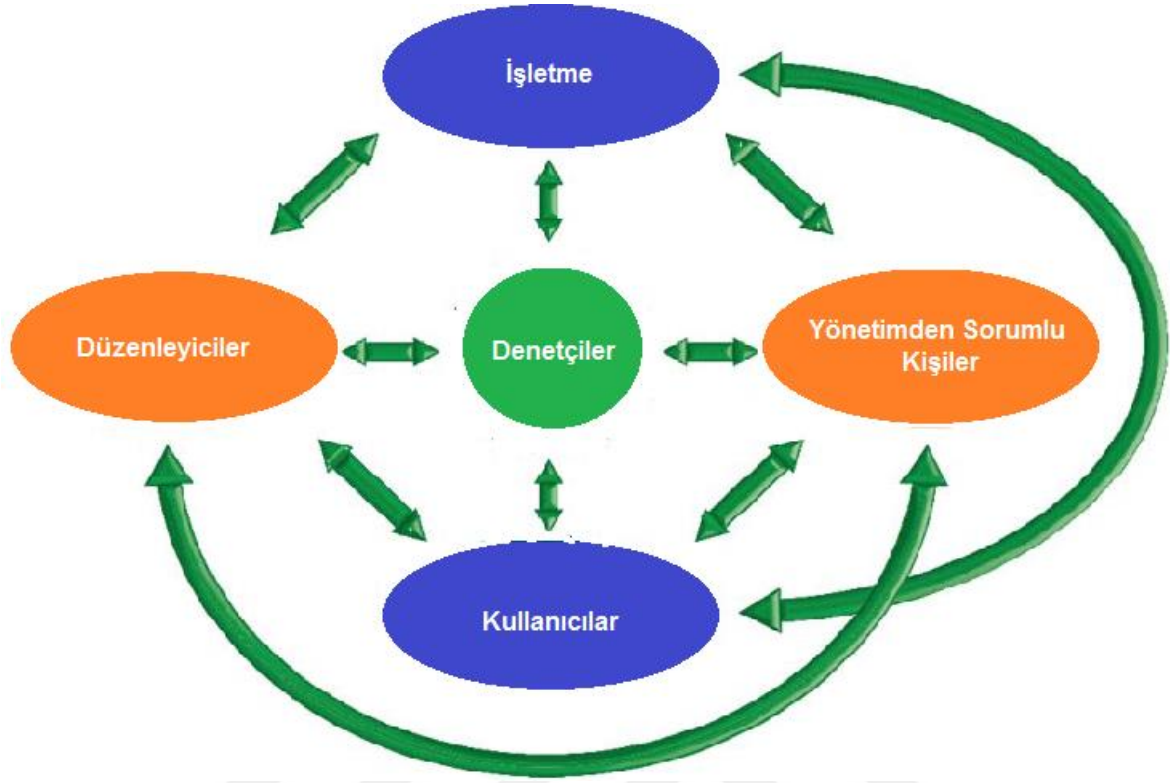 İşletme
Düzenleyiciler
Denetçiler
Yönetimden Sorumlu
Kişiler
Kullanıcılar